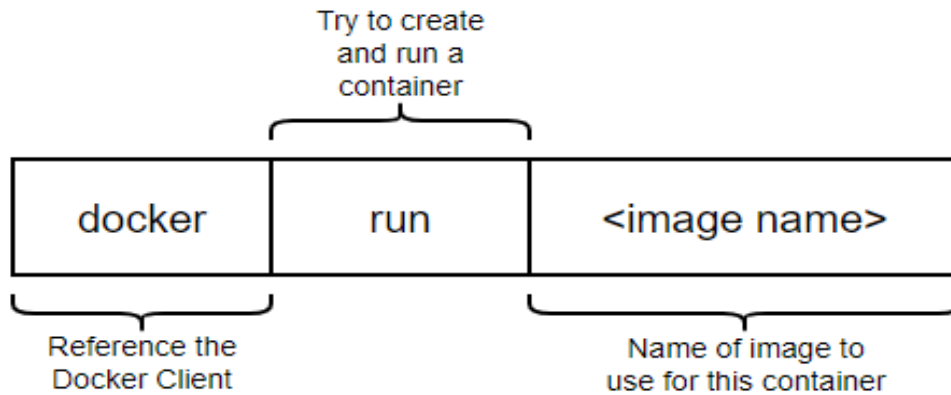 Try to create
and run a
container
docker
run
<image name>
Reference the
Docker Client
Name of image to
use for this container